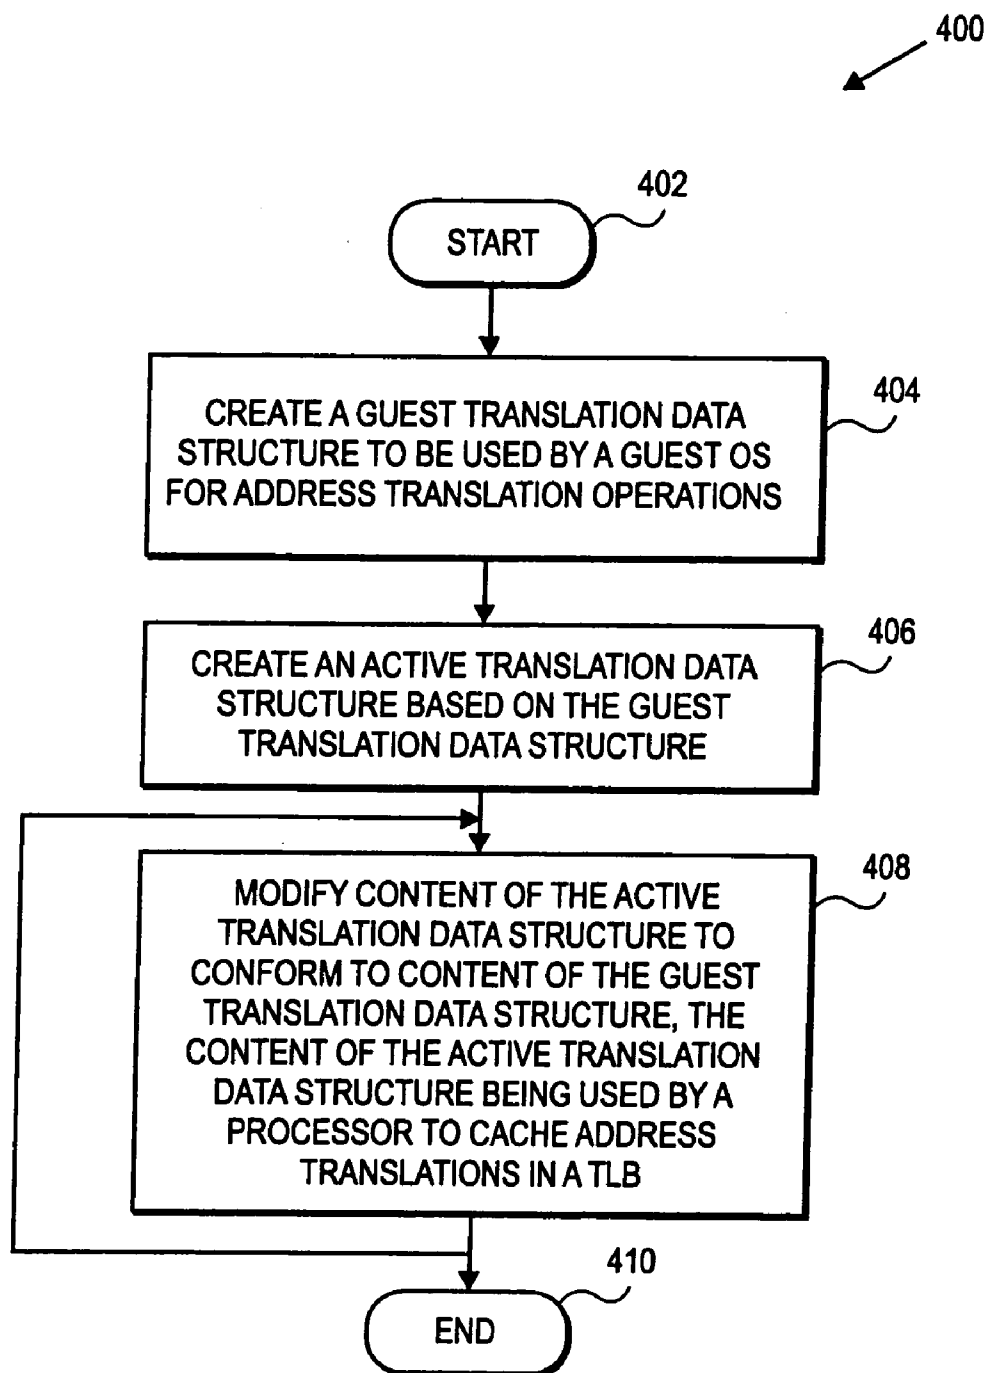 400
402
START
404
CREATE A GUEST TRANSLATION DATA
STRUCTURE TO BE USED BY A GUEST OS
FOR ADDRESS TRANSLATION OPERATIONS
406
CREATE AN ACTIVE TRANSLATION DATA
STRUCTURE BASED ON THE GUEST
TRANSLATION DATA STRUCTURE
408
MODIFY CONTENT OF THE ACTIVE
TRANSLATION DATA STRUCTURE TO
CONFORM TO CONTENT OF THE GUEST
TRANSLATION DATA STRUCTURE, THE
CONTENT OF THE ACTIVE TRANSLATION
DATA STRUCTURE BEING USED BY A
PROCESSOR TO CACHE ADDRESS
TRANSLATIONS IN A TLB
410
END